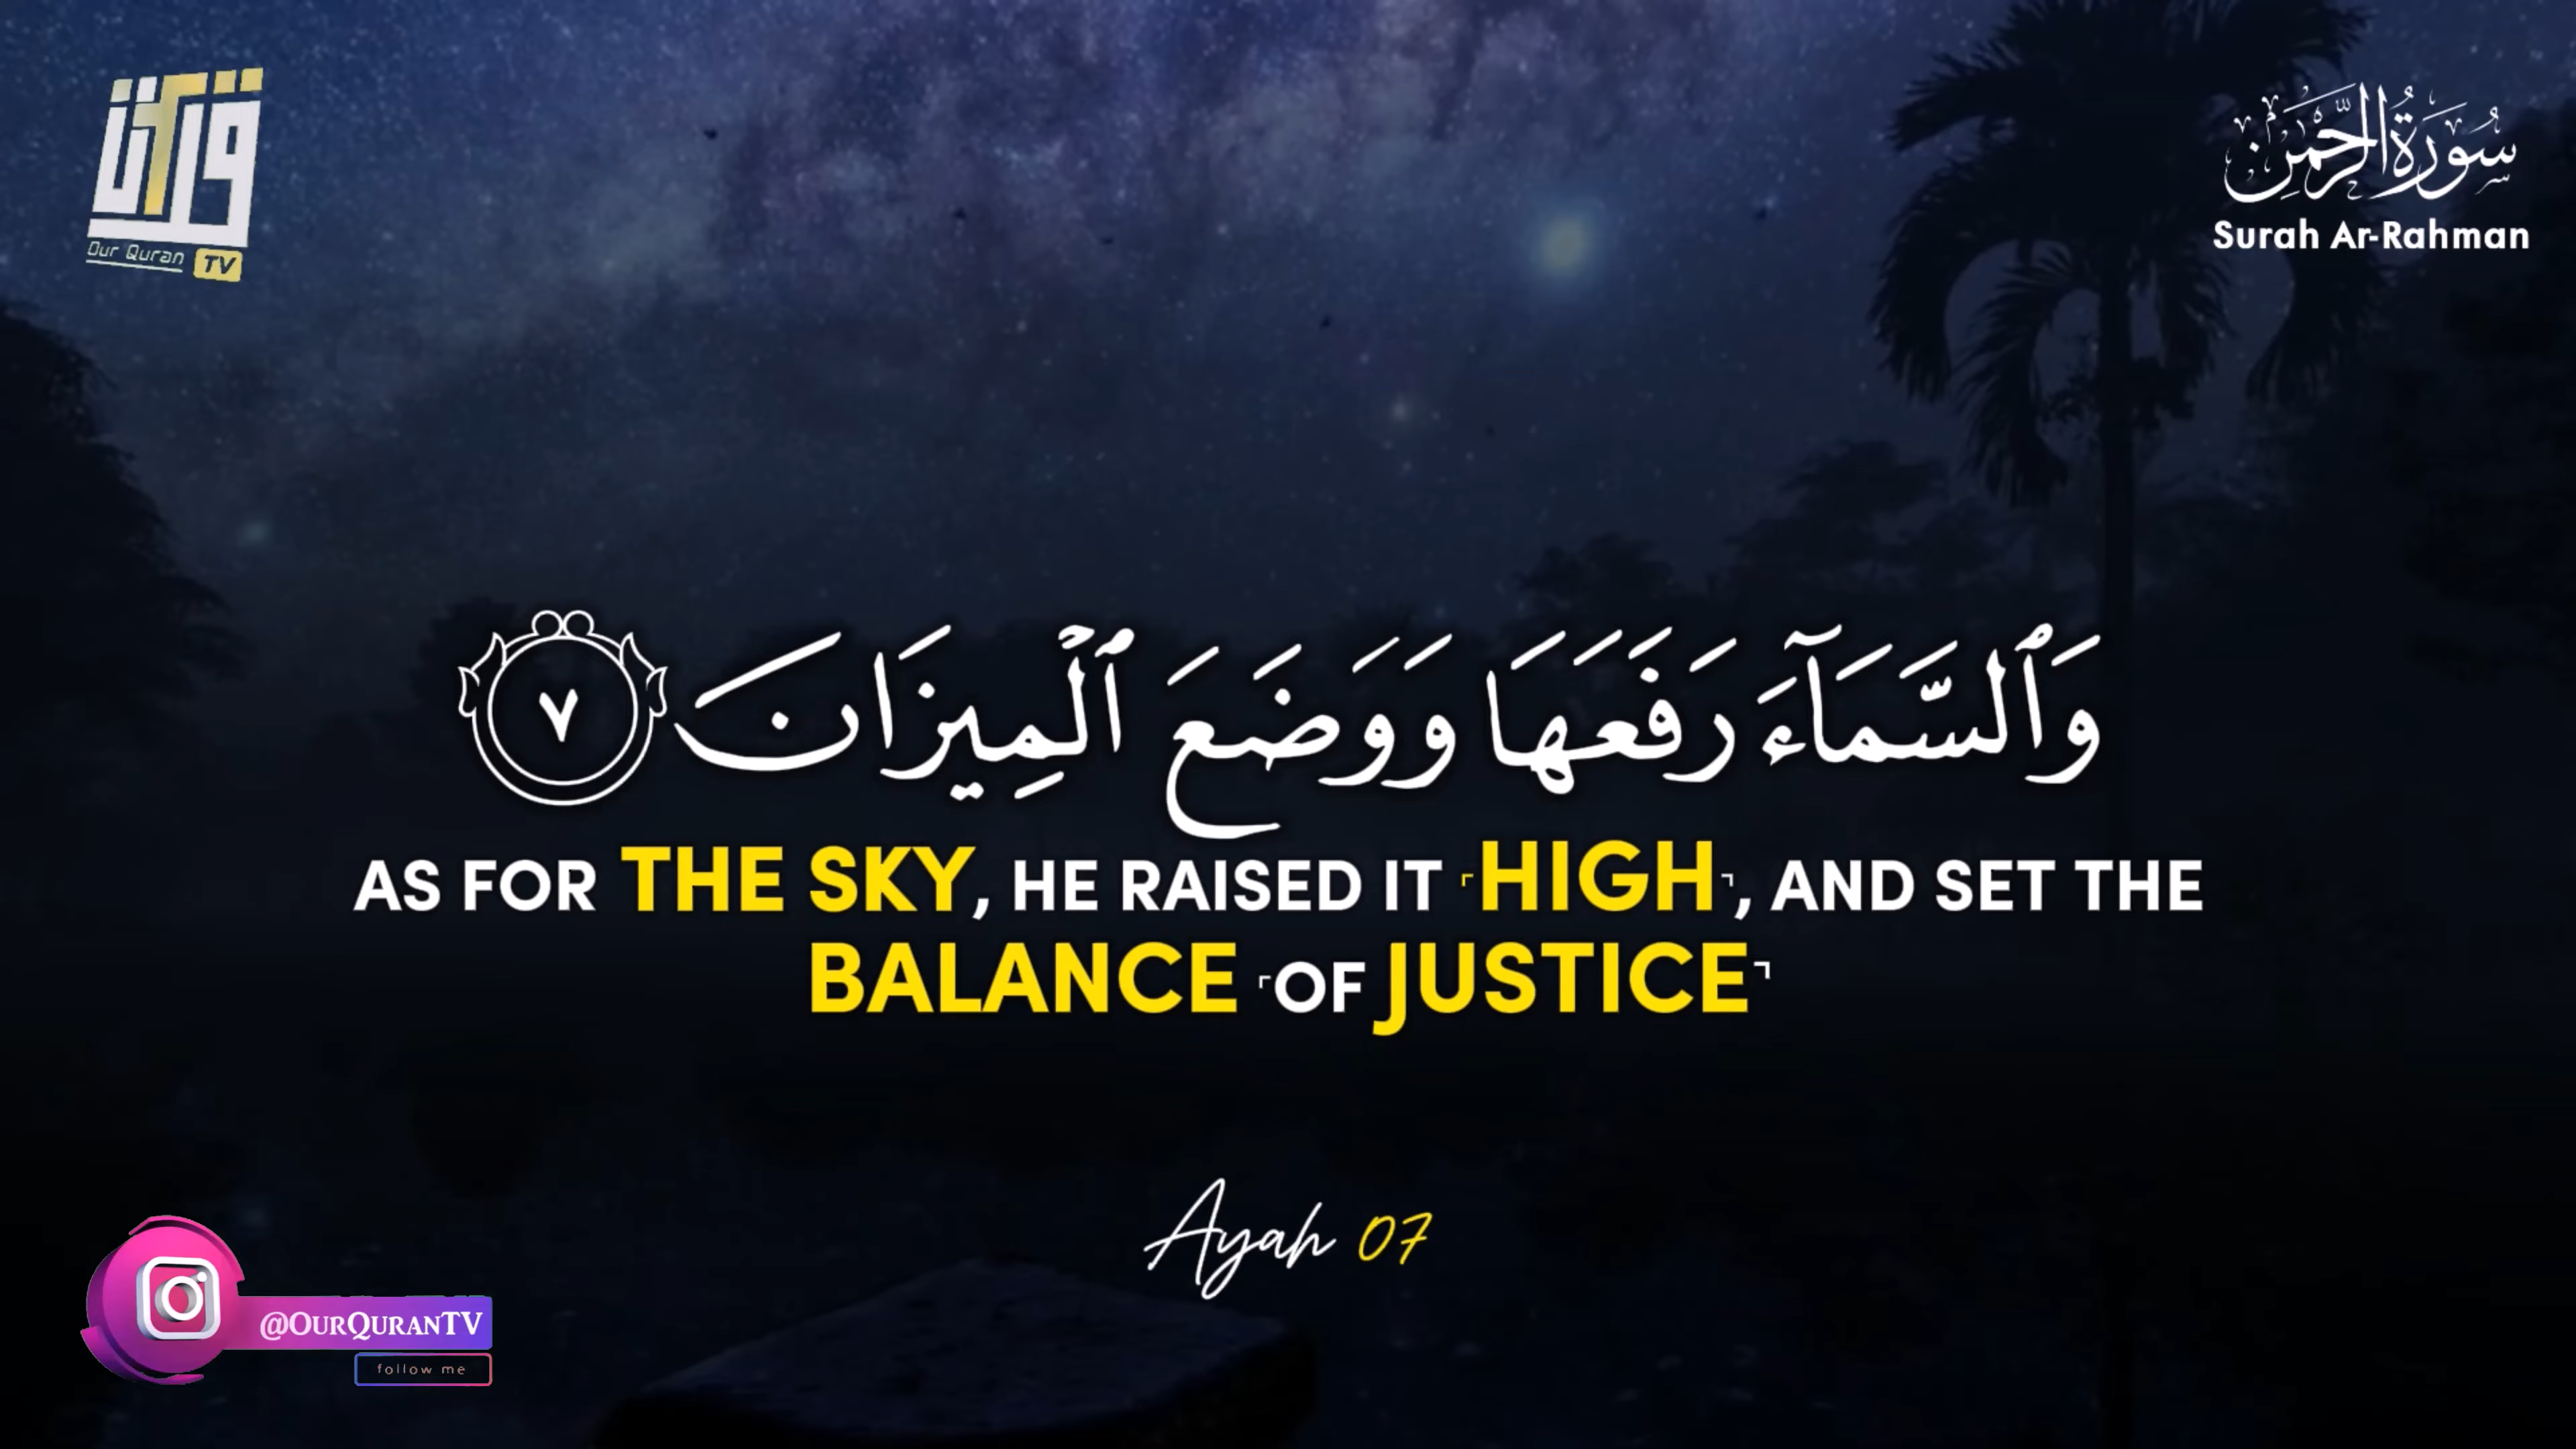 قرآننا
Our Quran TV
سُورَةُ الرَّحْمَٰن
Surah Ar-Rahman
وَٱلسَّمَآءَ رَفَعَهَا وَوَضَعَ ٱلْمِيزَانَ ٧
AS FOR THE SKY, HE RAISED IT ⸢HIGH⸣, AND SET THE
BALANCE ⸢OF JUSTICE⸣
Ayah 07
@OURQURANTV
follow me